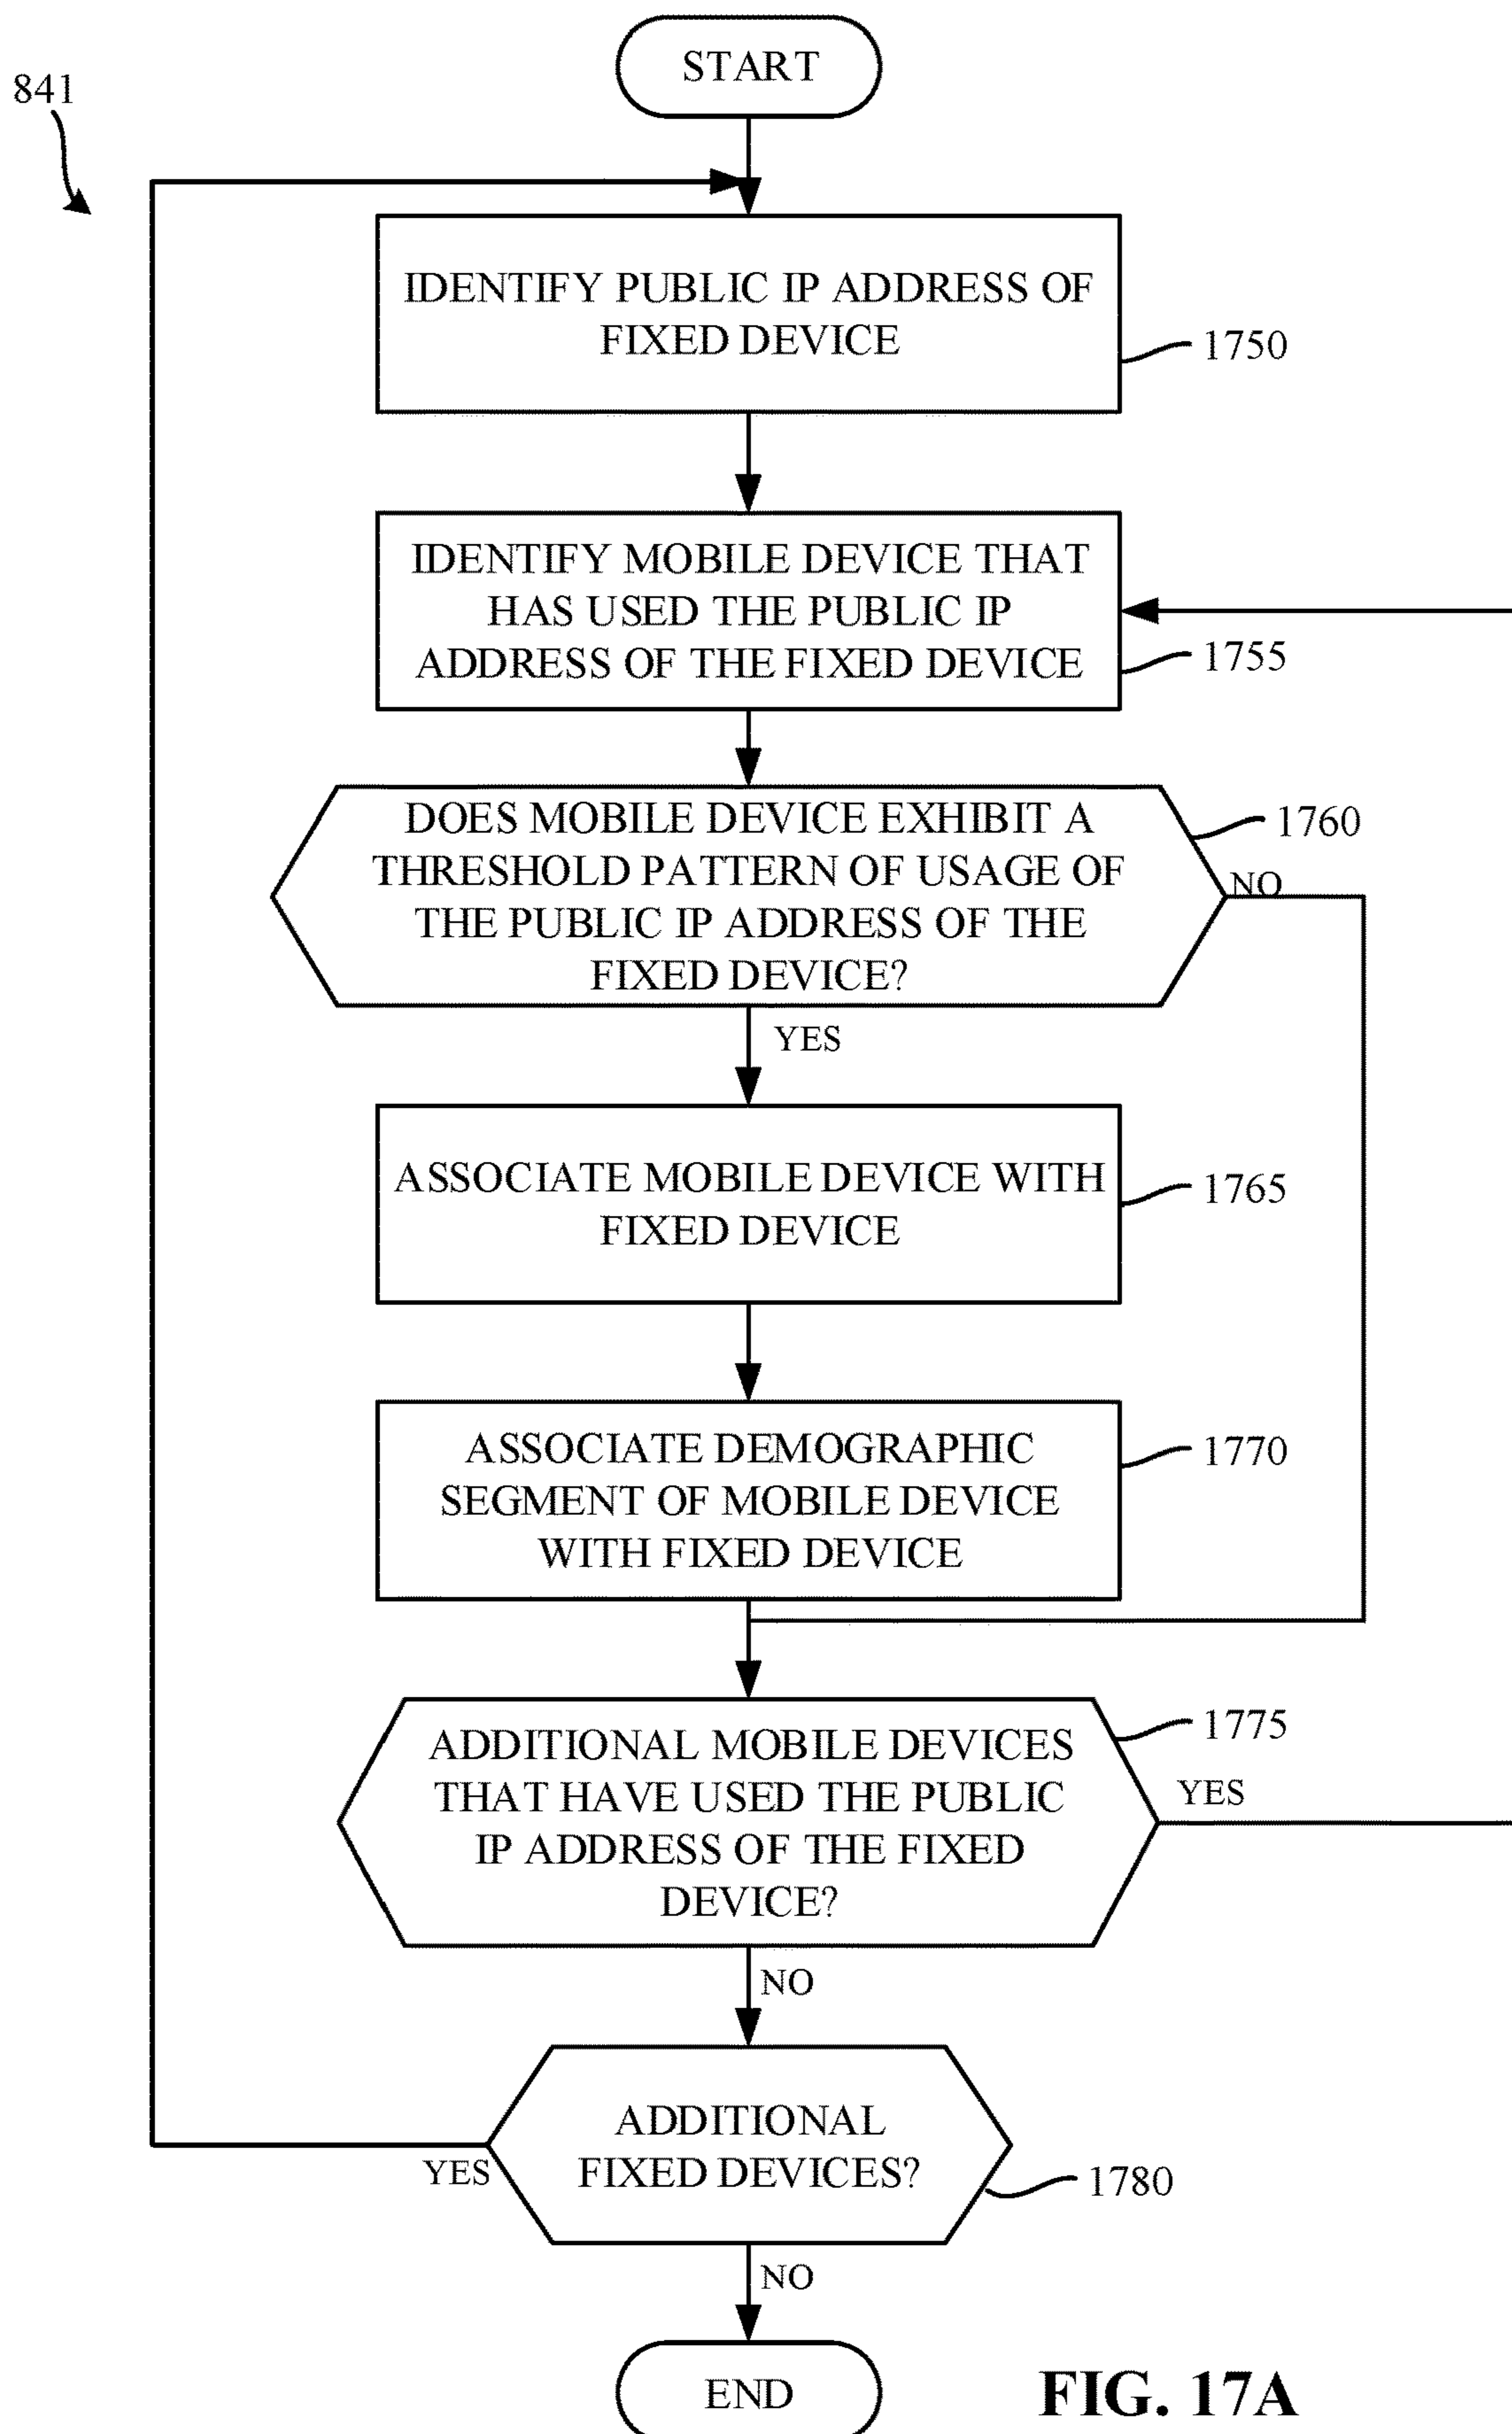 START
841
IDENTIFY PUBLIC IP ADDRESS OF
FIXED DEVICE
1750
IDENTIFY MOBILE DEVICE THAT
HAS USED THE PUBLIC IP
ADDRESS OF THE FIXED DEVICE
1755
DOES MOBILE DEVICE EXHIBIT A
THRESHOLD PATTERN OF USAGE OF
THE PUBLIC IP ADDRESS OF THE
FIXED DEVICE?
1760
NO
YES
ASSOCIATE MOBILE DEVICE WITH
FIXED DEVICE
1765
ASSOCIATE DEMOGRAPHIC
SEGMENT OF MOBILE DEVICE
WITH FIXED DEVICE
1770
ADDITIONAL MOBILE DEVICES
THAT HAVE USED THE PUBLIC
IP ADDRESS OF THE FIXED
DEVICE?
1775
YES
NO
ADDITIONAL
FIXED DEVICES?
YES
1780
NO
END
FIG. 17A